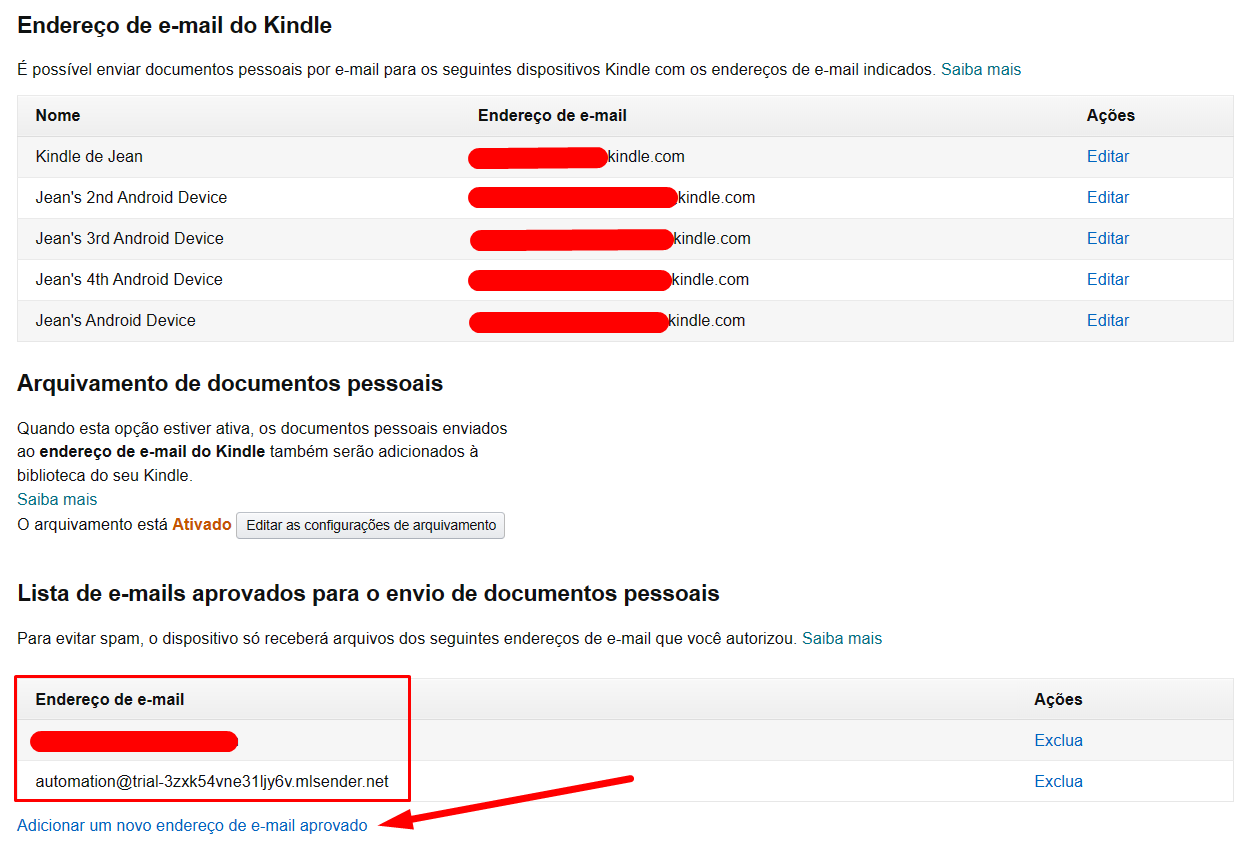 Endereço de e-mail do Kindle
É possível enviar documentos pessoais por e-mail para os seguintes dispositivos Kindle com os endereços de e-mail indicados. Saiba mais
Nome Endereço de e-mail Ações
Kindle de Jean kindle.com Editar
Jean's 2nd Android Device kindle.com Editar
Jean's 3rd Android Device kindle.com Editar
Jean's 4th Android Device kindle.com Editar
Jean's Android Device kindle.com Editar
Arquivamento de documentos pessoais
Quando esta opção estiver ativa, os documentos pessoais enviados
ao endereço de e-mail do Kindle também serão adicionados à
biblioteca do seu Kindle.
Saiba mais
O arquivamento está Ativado Editar as configurações de arquivamento
Lista de e-mails aprovados para o envio de documentos pessoais
Para evitar spam, o dispositivo só receberá arquivos dos seguintes endereços de e-mail que você autorizou. Saiba mais
Endereço de e-mail Ações
Exclua
automation@trial-3zxk54vne31ljy6v.mlsender.net Exclua
Adicionar um novo endereço de e-mail aprovado